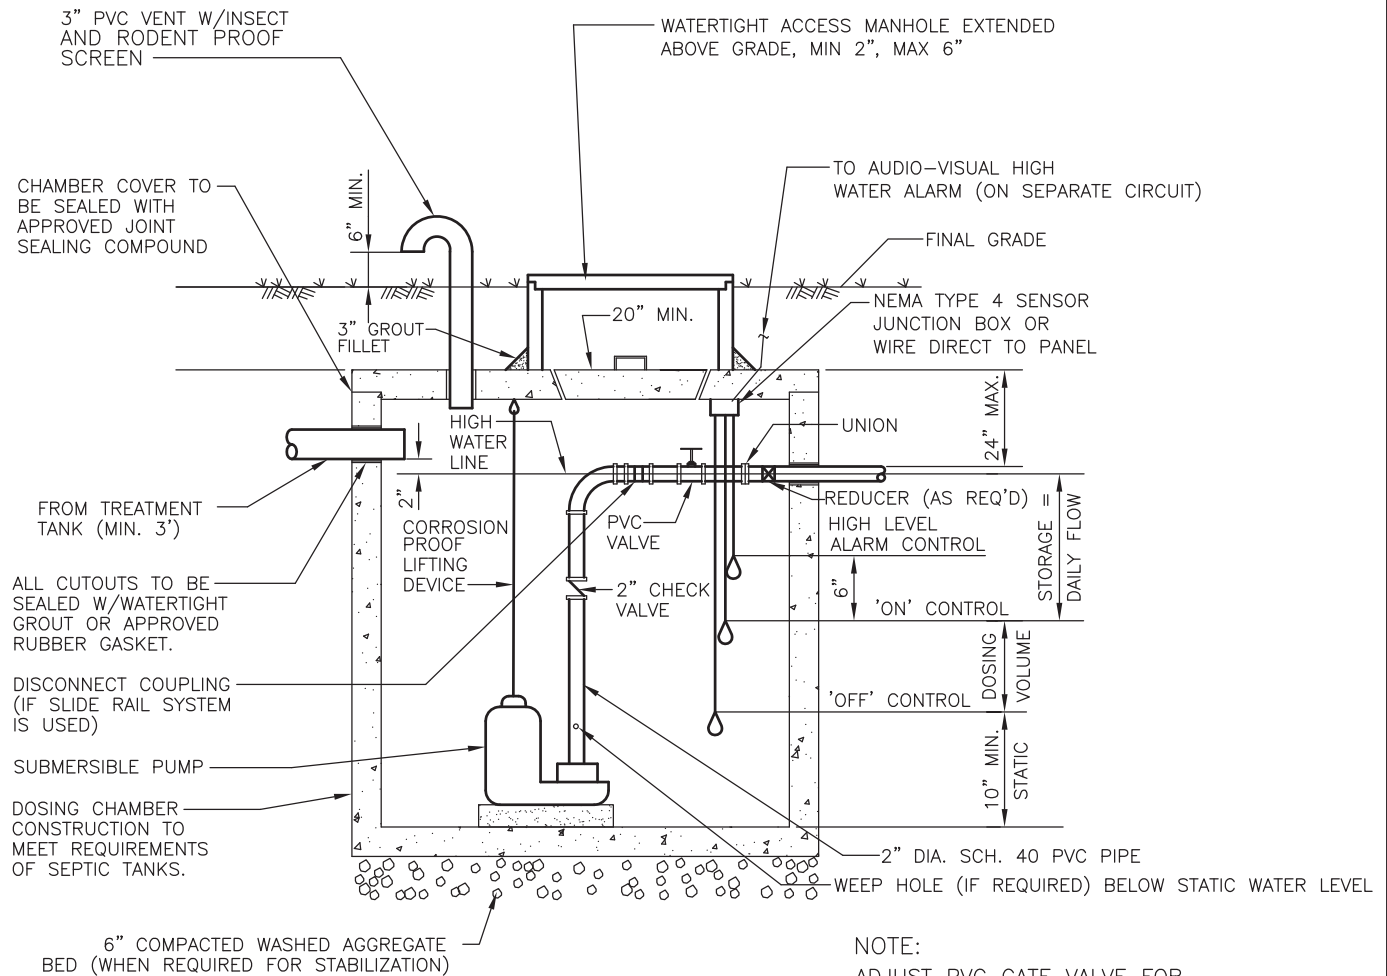 3" PVC VENT W/INSECT
AND RODENT PROOF
SCREEN
WATERTIGHT ACCESS MANHOLE EXTENDED
ABOVE GRADE, MIN 2", MAX 6"
CHAMBER COVER TO
BE SEALED WITH
APPROVED JOINT
SEALING COMPOUND
6" MIN.
TO AUDIO-VISUAL HIGH
WATER ALARM (ON SEPARATE CIRCUIT)
FINAL GRADE
NEMA TYPE 4 SENSOR
JUNCTION BOX OR
WIRE DIRECT TO PANEL
3" GROUT
FILLET
20" MIN.
24" MAX.
HIGH
WATER
LINE
UNION
FROM TREATMENT
TANK (MIN. 3')
2"
CORROSION
PROOF
LIFTING
DEVICE
PVC
VALVE
REDUCER (AS REQ'D)
HIGH LEVEL
ALARM CONTROL
STORAGE =
DAILY FLOW
ALL CUTOUTS TO BE
SEALED W/WATERTIGHT
GROUT OR APPROVED
RUBBER GASKET.
2" CHECK
VALVE
6"
'ON' CONTROL
DISCONNECT COUPLING
(IF SLIDE RAIL SYSTEM
IS USED)
DOSING
VOLUME
'OFF' CONTROL
SUBMERSIBLE PUMP
10" MIN.
STATIC
DOSING CHAMBER
CONSTRUCTION TO
MEET REQUIREMENTS
OF SEPTIC TANKS.
2" DIA. SCH. 40 PVC PIPE
WEEP HOLE (IF REQUIRED) BELOW STATIC WATER LEVEL
6" COMPACTED WASHED AGGREGATE
BED (WHEN REQUIRED FOR STABILIZATION)
NOTE:
ADJUST PVC GATE VALVE FOR